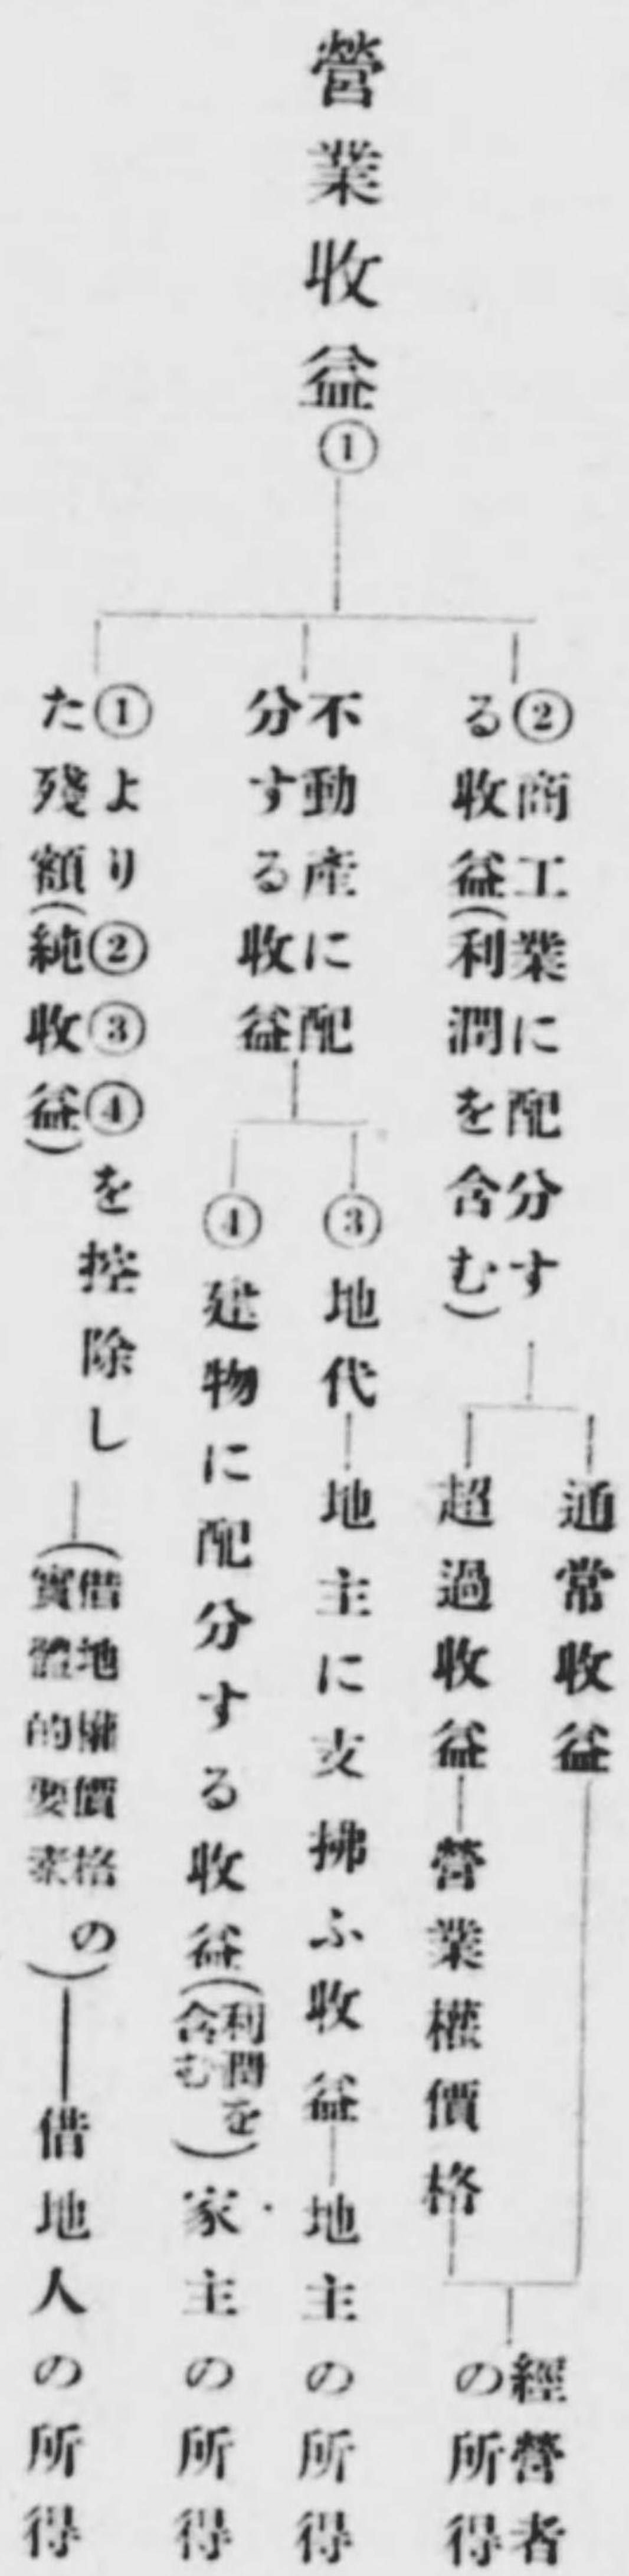 營業收益①
②商工業に配分す
る收益(利潤を含む)
通常收益
超過收益
營業權價格
經營者
の所得
不動産に配
分する收益
③地代
地主に支拂ふ收益
地主の所得
④建物に配分する收益(利潤を
含む)
家主の所得
①より②③④を控除し
た殘額(純收益)
(借地權價格の
實體的要素)
借地人の所得